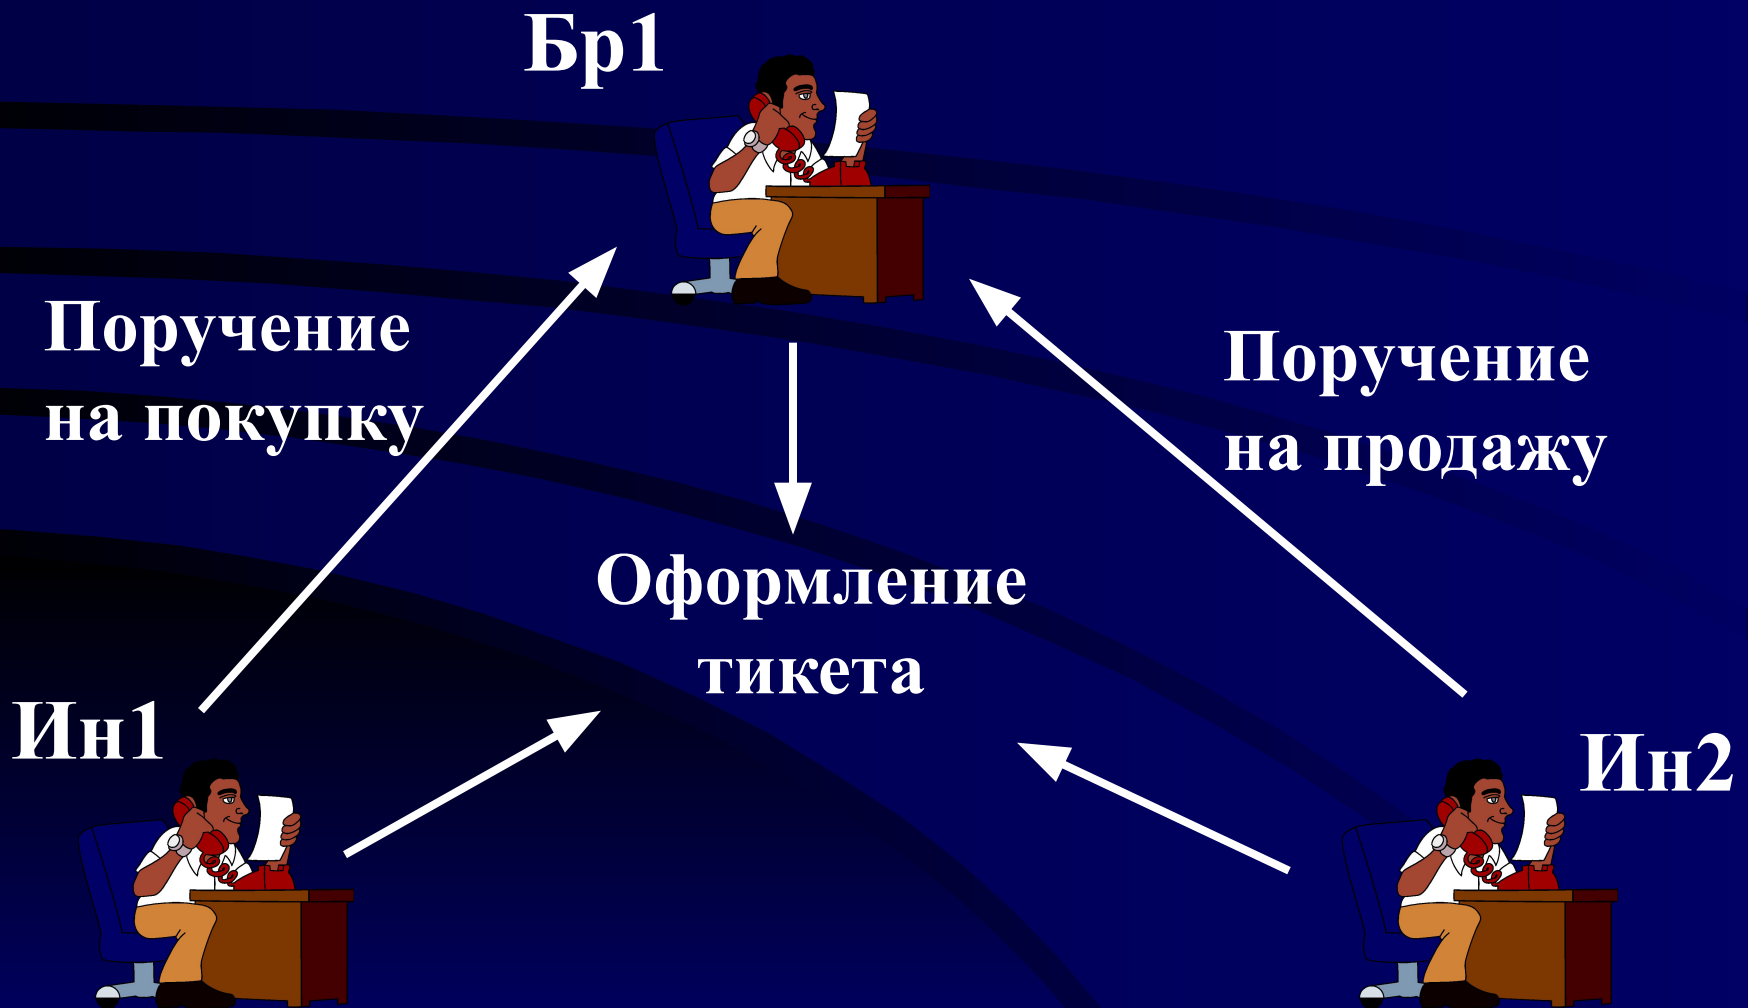 Бр1
Поручение
на покупку
Поручение
на продажу
Оформление
тикета
Ин1
Ин2